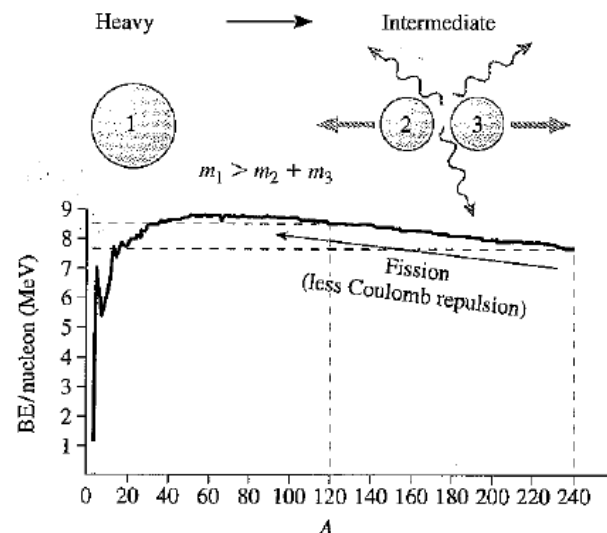 Heavy
Intermediate
1
2
3
m₁ > m₂ + m₃
9
8
7
6
5
4
3
2
1
BE/nucleon (MeV)
Fission
(less Coulomb repulsion)
0 20 40 60 80 100 120 140 160 180 200 220 240
A